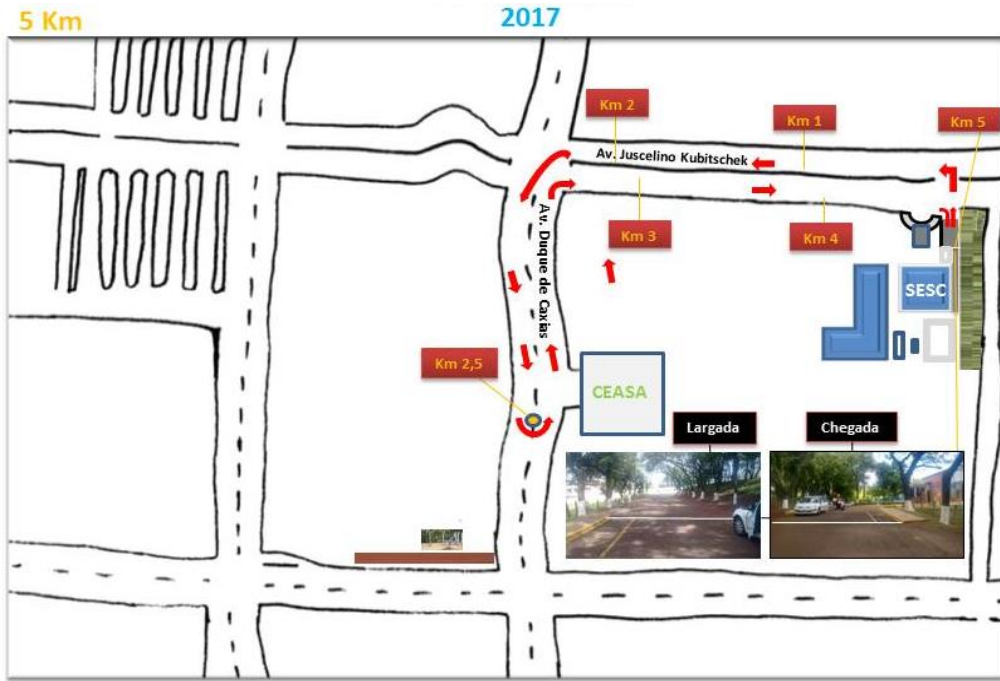 5 Km
2017
Km 2
Km 1
Km 5
Av. Juscelino Kubitschek
Km 3
Km 4
Av. Duque de Caxias
SESC
Km 2,5
CEASA
Largada
Chegada